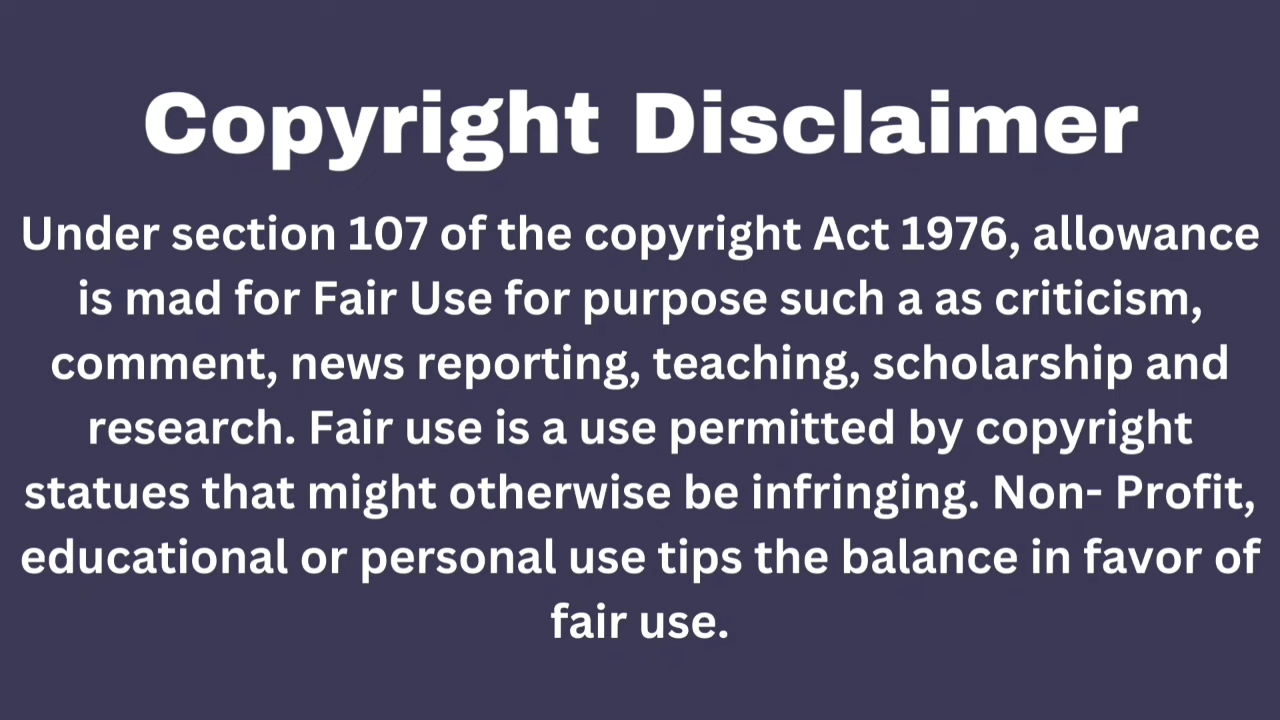 Copyright Disclaimer
Under section 107 of the copyright Act 1976, allowance
is mad for Fair Use for purpose such a as criticism,
comment, news reporting, teaching, scholarship and
research. Fair use is a use permitted by copyright
statues that might otherwise be infringing. Non- Profit,
educational or personal use tips the balance in favor of
fair use.